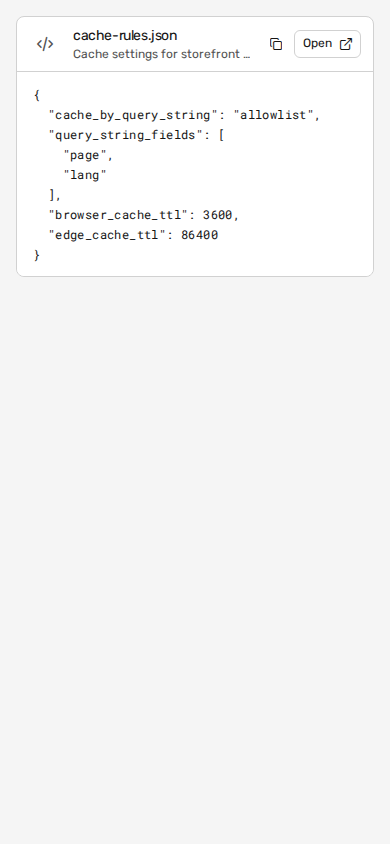 cache-rules.json
Cache settings for storefront …
Open
{
  "cache_by_query_string": "allowlist",
  "query_string_fields": [
    "page",
    "lang"
  ],
  "browser_cache_ttl": 3600,
  "edge_cache_ttl": 86400
}